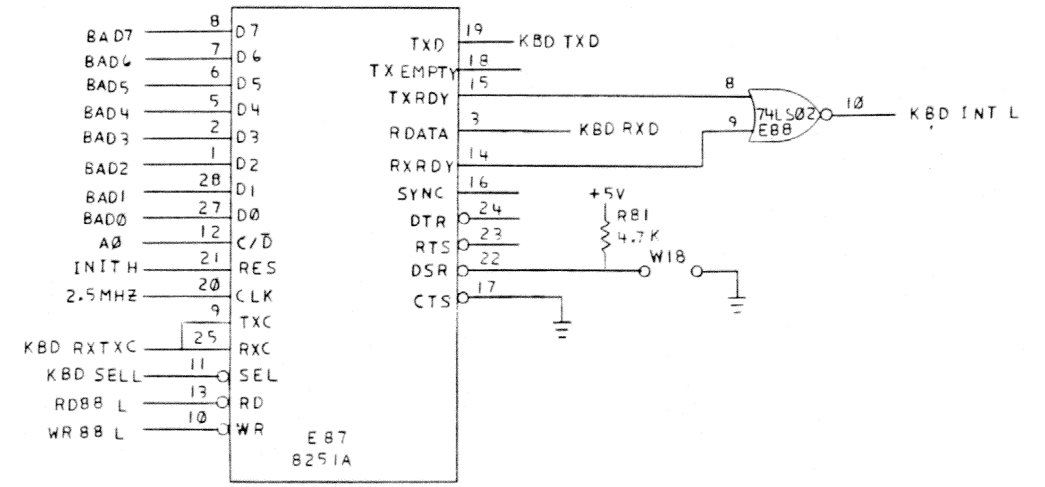 BAD7 8 D7
BAD6 7 D6
BAD5 6 D5
BAD4 5 D4
BAD3 2 D3
BAD2 1 D2
BAD1 28 D1
BAD0 27 D0
A0 12 C/D̅
INIT H 21 RES
2.5MHZ 20 CLK
9 TXC
KBD RXTXC 25 RXC
KBD SELL 11 SEL
RD88 L 13 RD
WR88 L 10 WR
E87
8251A
TXD 19 KBD TXD
TXEMPTY 18
TXRDY 15
RDATA 3 KBD RXD
RXRDY 14
SYNC 16
DTR 24
RTS 23
DSR 22
CTS 17
8
9
74LS02
E88
10 KBD INT L
+5V
R81
4.7K
W18